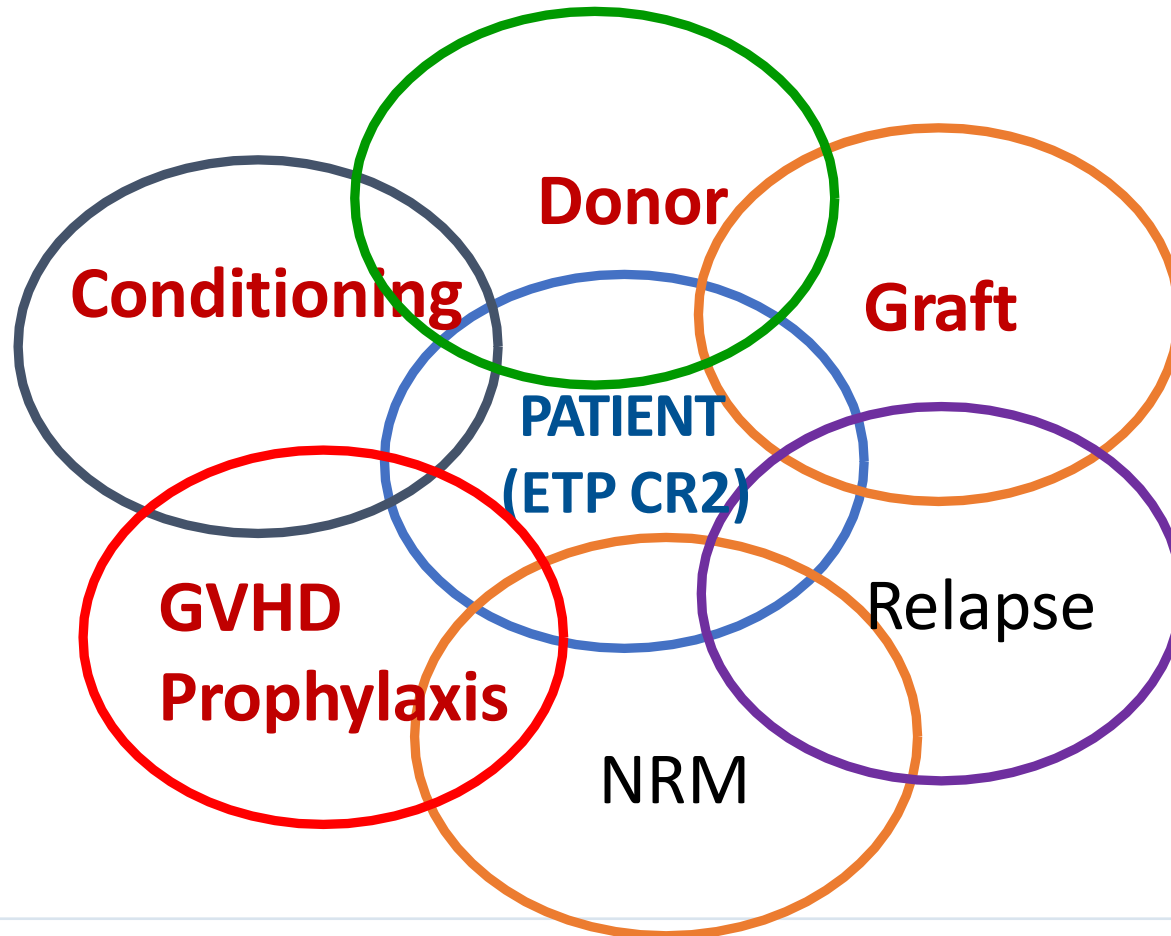 Donor
Conditioning
Graft
PATIENT
(ETP CR2)
GVHD
Prophylaxis
Relapse
NRM